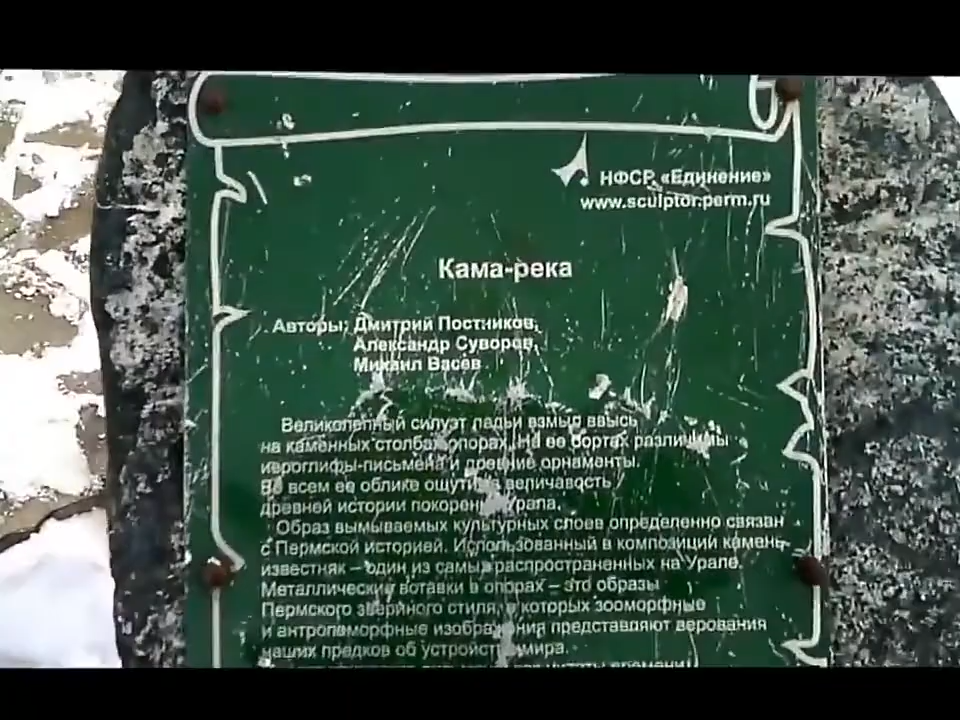 НФСР «Единение»
www.sculptor.perm.ru
Кама-река
Авторы: Дмитрий Постников,
Александр Суворов,
Михаил Васёв
Великолепный силуэт ладьи взмыл ввысь
на каменных столбах-опорах. На ее бортах различимы
иероглифы-письмена и древние орнаменты.
Во всем ее облике ощутима величавость
древней истории покорения Урала.
Образ вымываемых культурных слоев определенно связан
с Пермской историей. Использованный в композиции камень-
известняк – один из самых распространенных на Урале.
Металлические вставки в опорах – это образы
Пермского звериного стиля, в которых зооморфные
и антропоморфные изображения представляют верования
наших предков об устройстве мира.